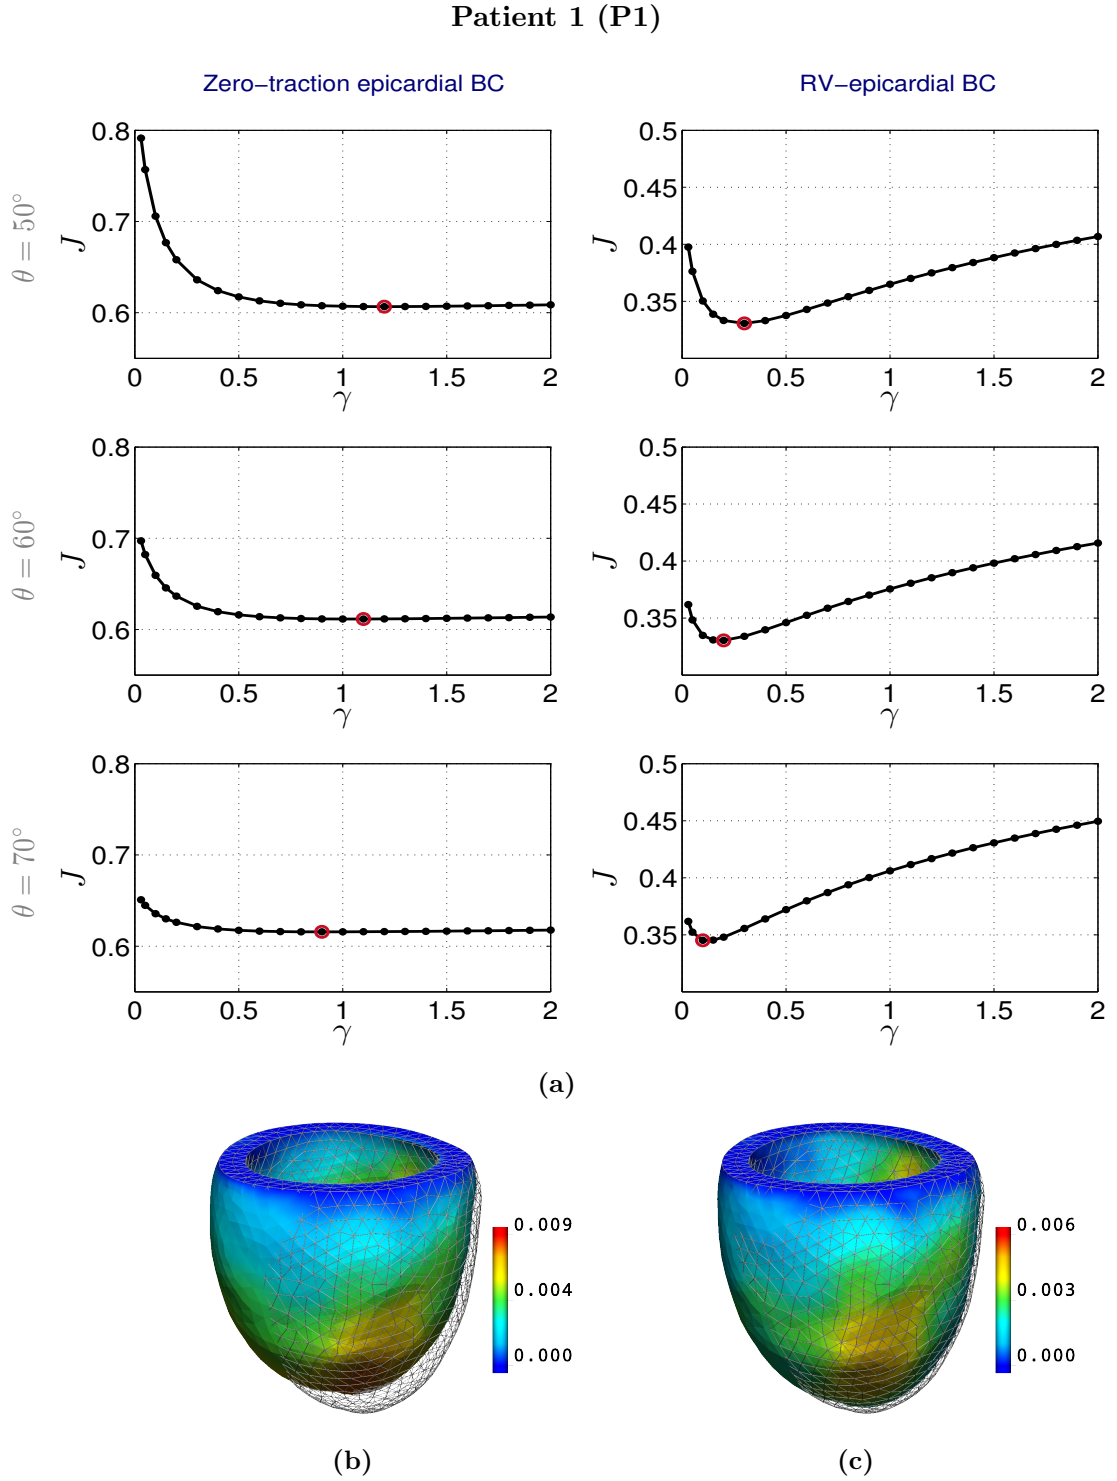 Patient 1 (P1)
Zero−traction epicardial BC
RV−epicardial BC
θ = 50°
J
0.8
0.7
0.6
0 0.5 1 1.5 2
γ
J
0.5
0.45
0.4
0.35
0 0.5 1 1.5 2
γ
θ = 60°
J
0.8
0.7
0.6
0 0.5 1 1.5 2
γ
J
0.5
0.45
0.4
0.35
0 0.5 1 1.5 2
γ
θ = 70°
J
0.8
0.7
0.6
0 0.5 1 1.5 2
γ
J
0.5
0.45
0.4
0.35
0 0.5 1 1.5 2
γ
(a)
0.009
0.004
0.000
0.006
0.003
0.000
(b)
(c)